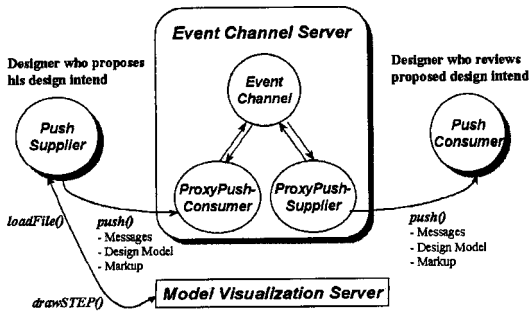 Event Channel Server
Designer who proposes
his design intend
Designer who reviews
proposed design intend
Event
Channel
Push
Supplier
Push
Consumer
ProxyPush-
Consumer
ProxyPush-
Supplier
loadFile()
push()
- Messages
- Design Model
- Markup
push()
- Messages
- Design Model
- Markup
drawSTEP()
Model Visualization Server